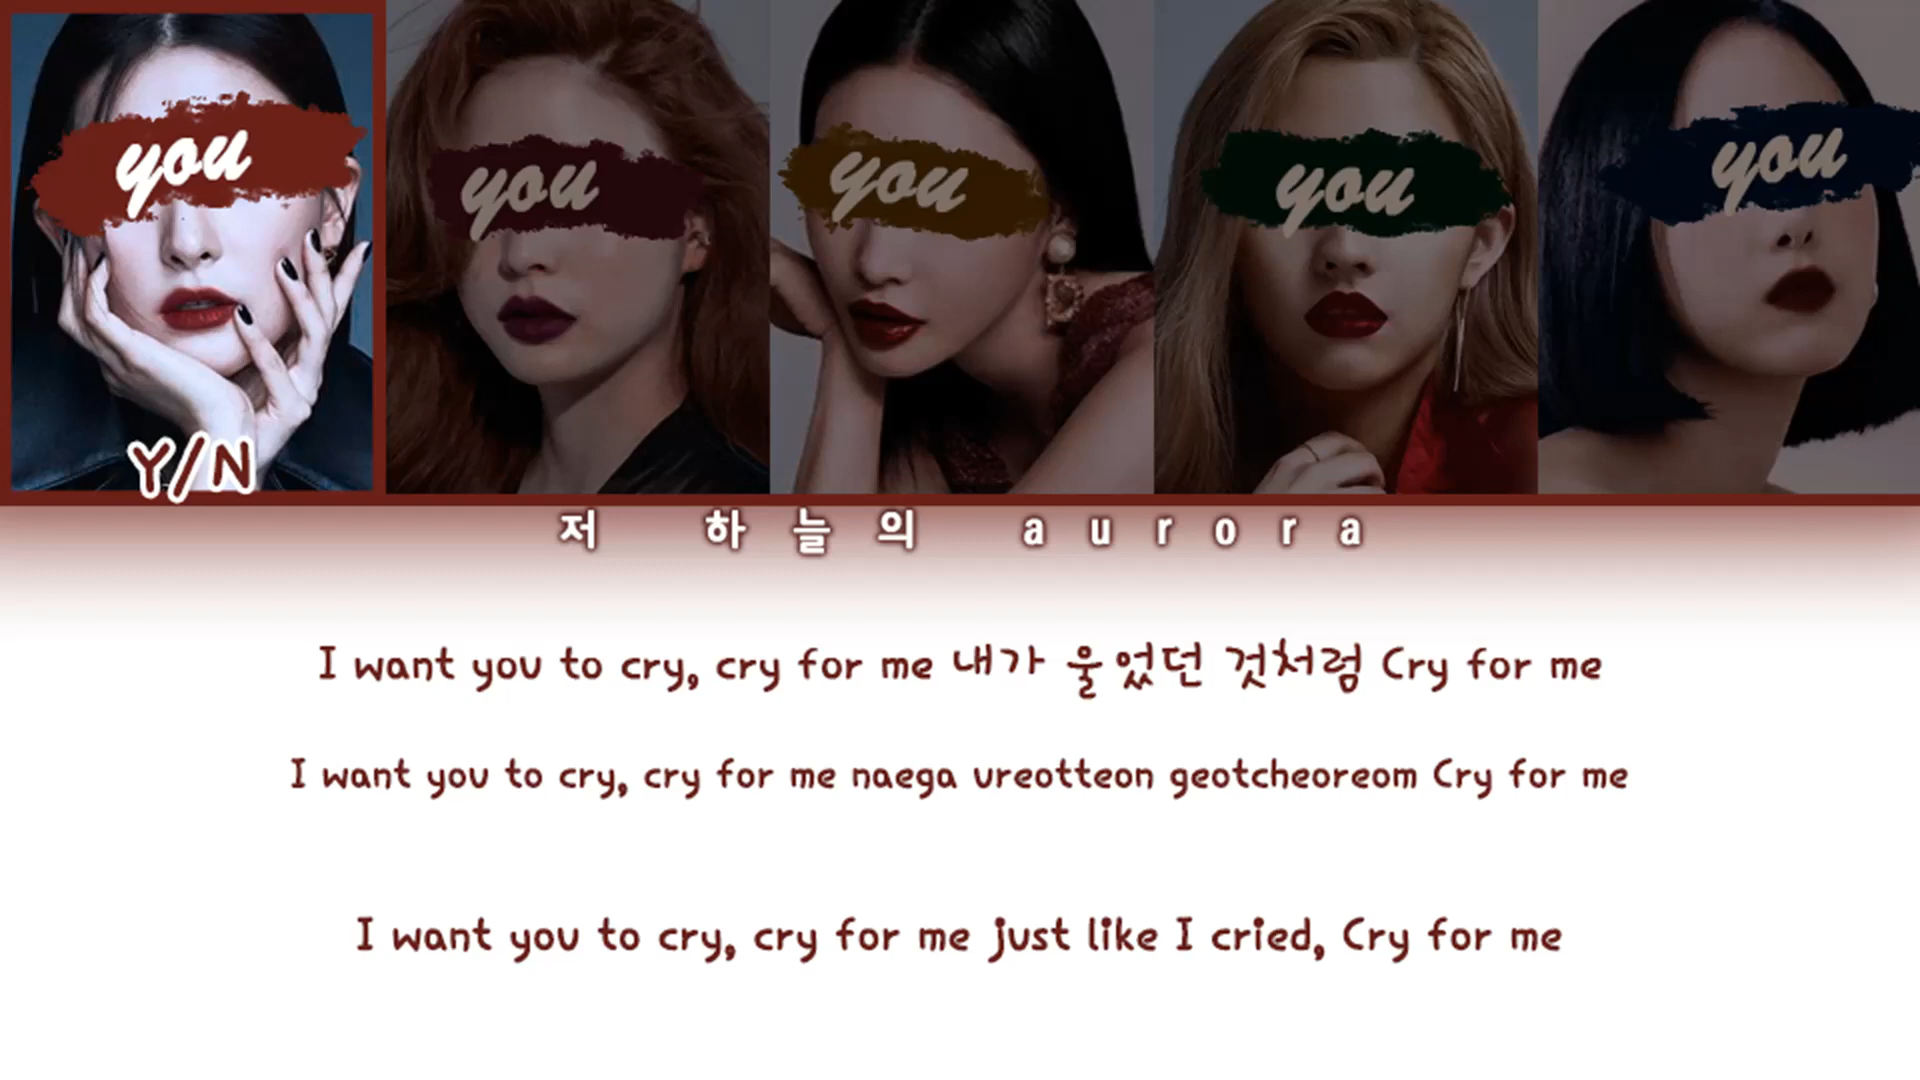 you
you
you
you
you
Y/N
저 하늘의 aurora
I want you to cry, cry for me 내가 울었던 것처럼 Cry for me
I want you to cry, cry for me naega ureotteon geotcheoreom Cry for me
I want you to cry, cry for me just like I cried, Cry for me